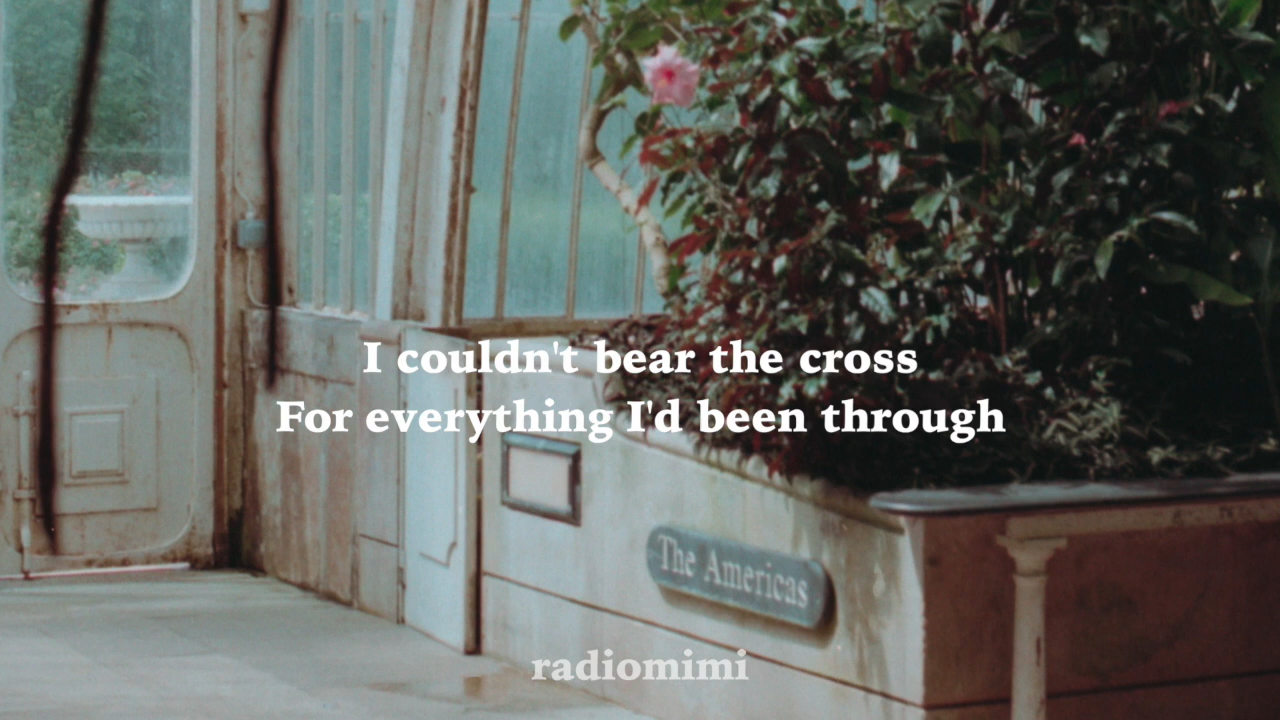 I couldn't bear the cross
For everything I'd been through
The Americas
radiomimi